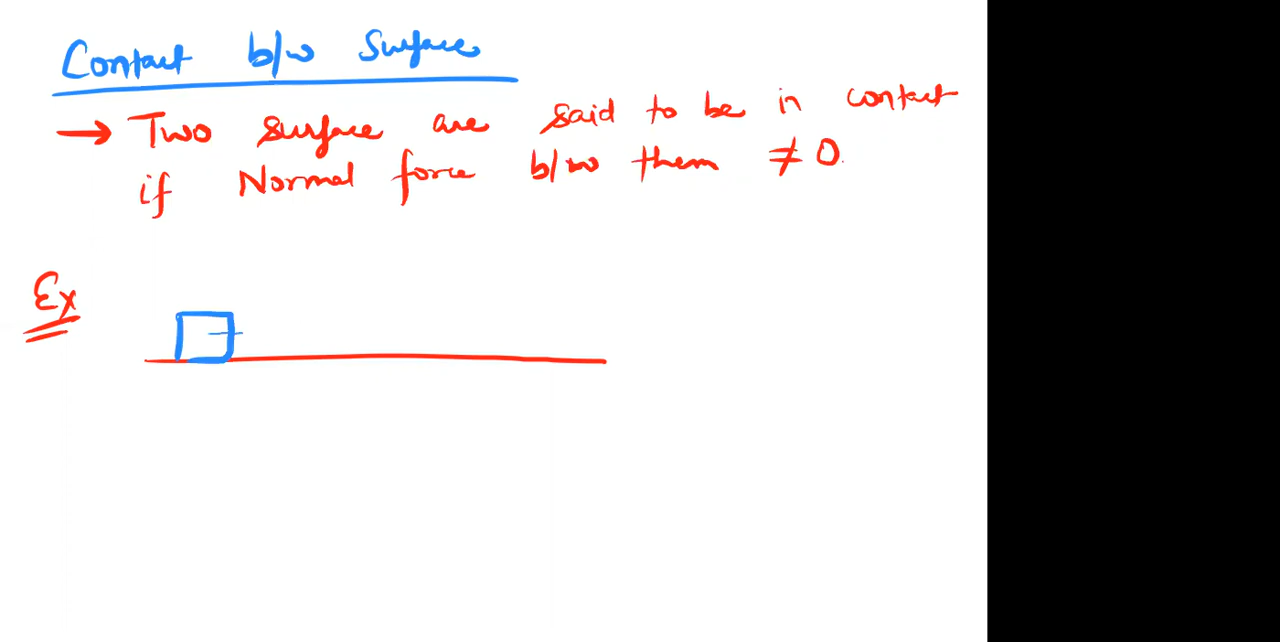 Contact b/w Surface
→ Two surface are said to be in contact
if Normal force b/w them ≠ 0.
Ex